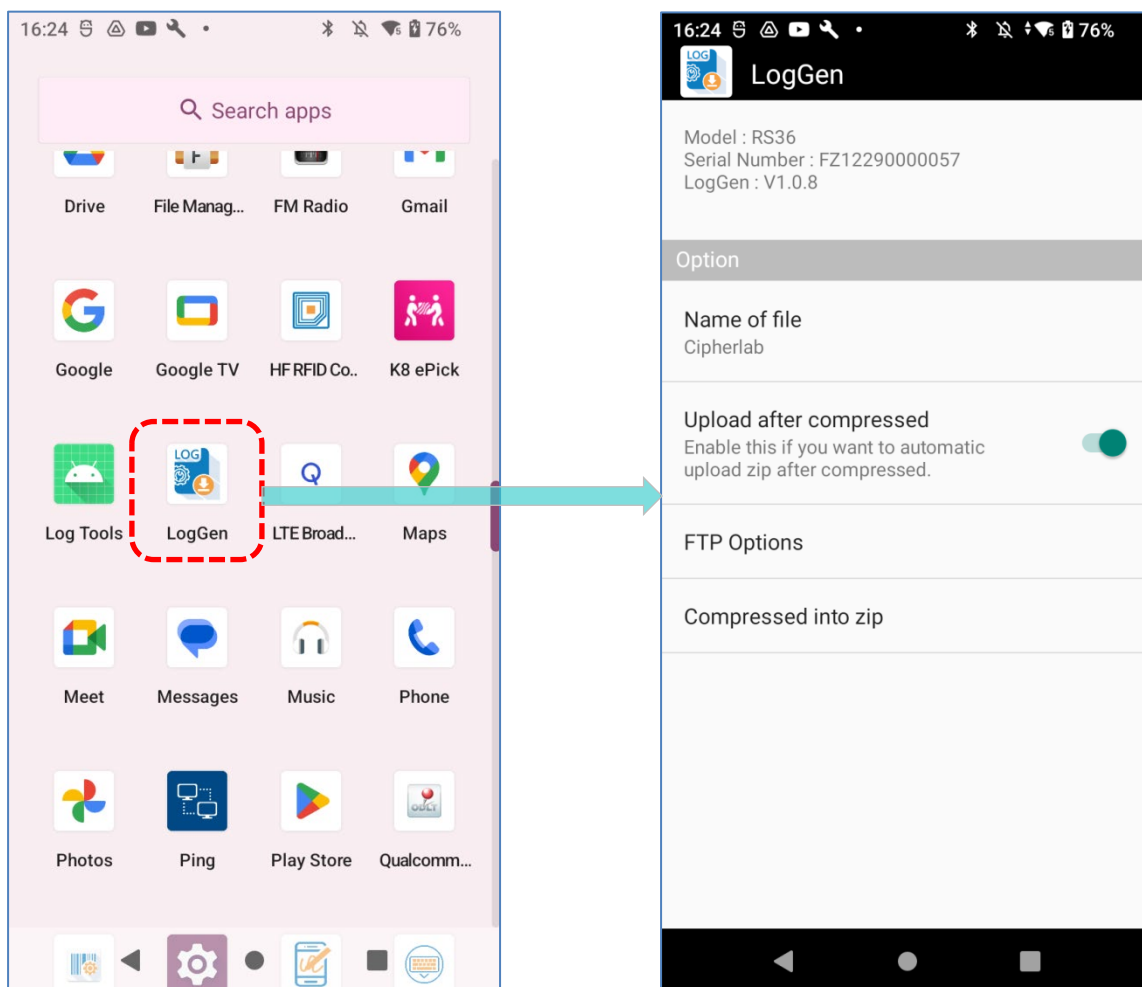 16:24 76%
Search apps
Drive File Manag... FM Radio Gmail
Google Google TV HF RFID Co.. K8 ePick
LOG
Log Tools LogGen LTE Broad... Maps
Meet Messages Music Phone
Photos Ping Play Store Qualcomm...
16:24 5 76%
LOG
LogGen
Model : RS36
Serial Number : FZ12290000057
LogGen : V1.0.8
Option
Name of file
Cipherlab
Upload after compressed
Enable this if you want to automatic
upload zip after compressed.
FTP Options
Compressed into zip